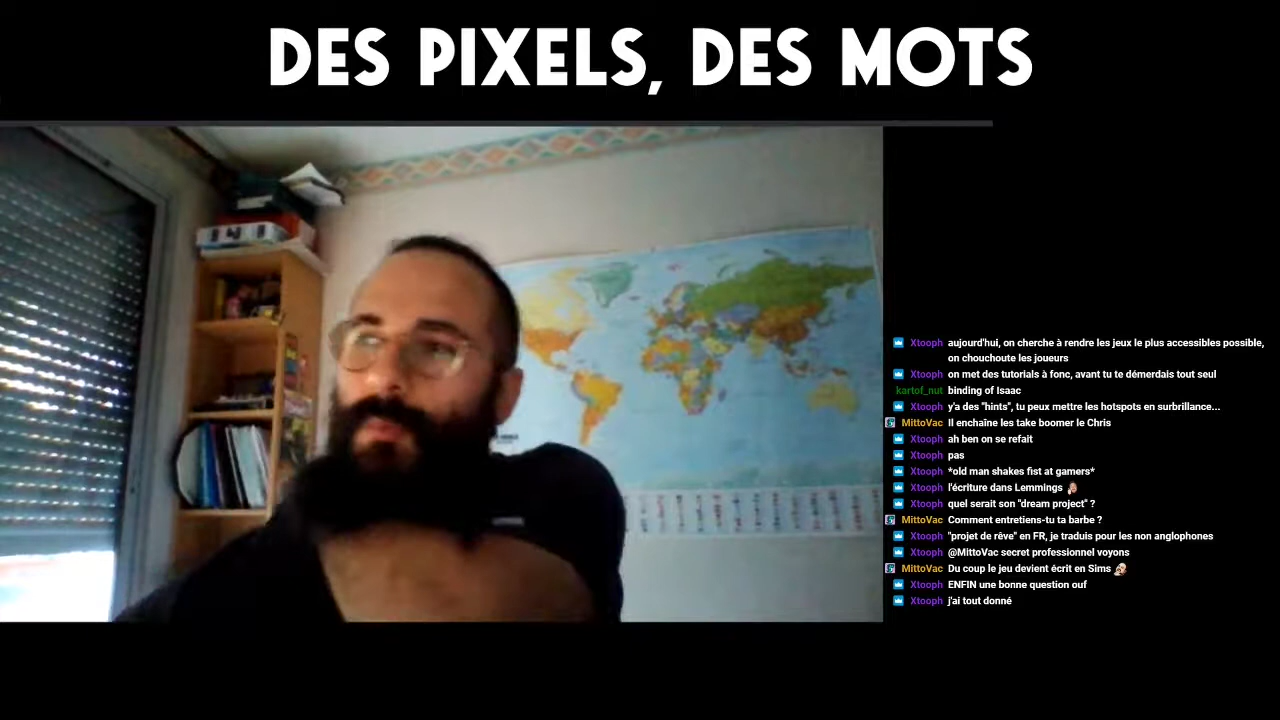 DES PIXELS, DES MOTS
Xtooph aujourd'hui, on cherche à rendre les jeux le plus accessibles possible,
on chouchoute les joueurs
Xtooph on met des tutorials à fonc, avant tu te démerdais tout seul
kartof_nut binding of Isaac
Xtooph y'a des "hints", tu peux mettre les hotspots en surbrillance...
MittoVac Il enchaîne les take boomer le Chris
Xtooph ah ben on se refait
Xtooph pas
Xtooph *old man shakes fist at gamers*
Xtooph l'écriture dans Lemmings
Xtooph quel serait son "dream project" ?
MittoVac Comment entretiens-tu ta barbe ?
Xtooph "projet de rêve" en FR, je traduis pour les non anglophones
Xtooph @MittoVac secret professionnel voyons
MittoVac Du coup le jeu devient écrit en Sims
Xtooph ENFIN une bonne question ouf
Xtooph j'ai tout donné